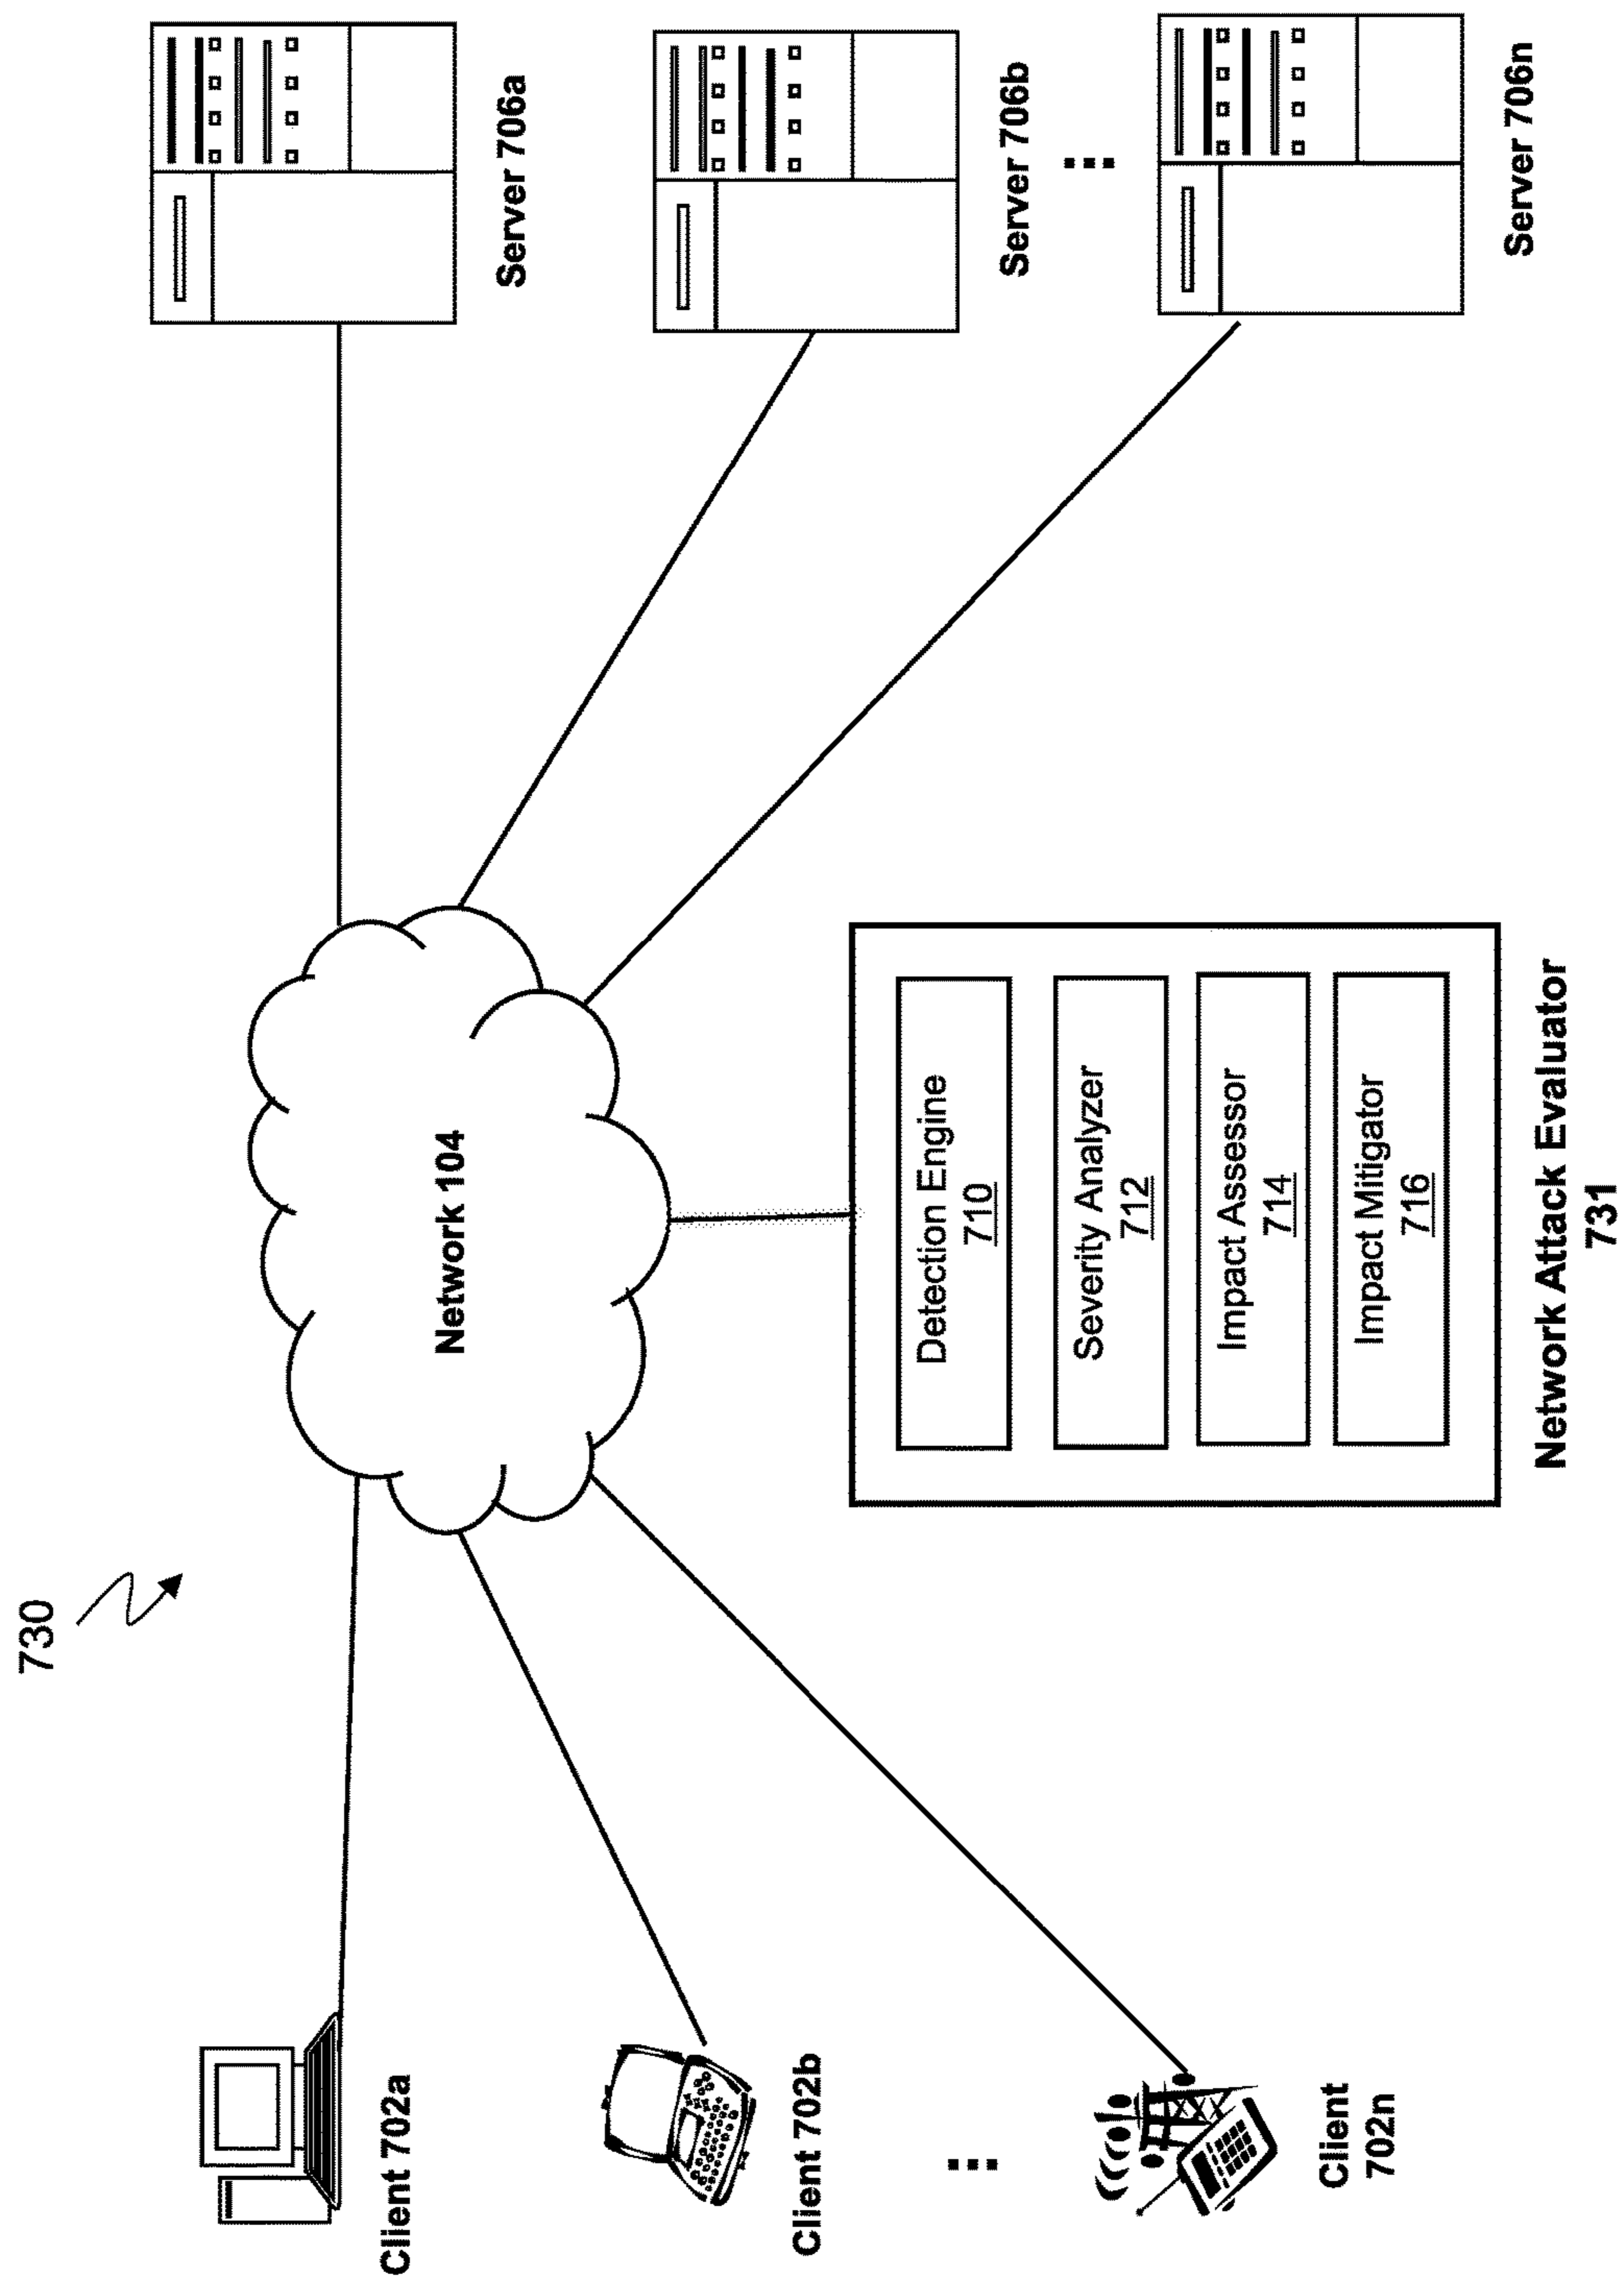 730
Client 702a
Client 702b
...
Client
702n
Network 104
Server 706a
Server 706b
...
Server 706n
Detection Engine
710
Severity Analyzer
712
Impact Assessor
714
Impact Mitigator
716
Network Attack Evaluator
731